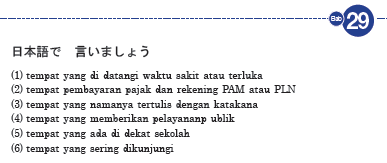 Bab 29
日本語で　言いましょう
(1) tempat yang di datangi waktu sakit atau terluka
(2) tempat pembayaran pajak dan rekening PAM atau PLN
(3) tempat yang namanya tertulis dengan katakana
(4) tempat yang memberikan pelayananp ublik
(5) tempat yang ada di dekat sekolah
(6) tempat yang sering dikunjungi